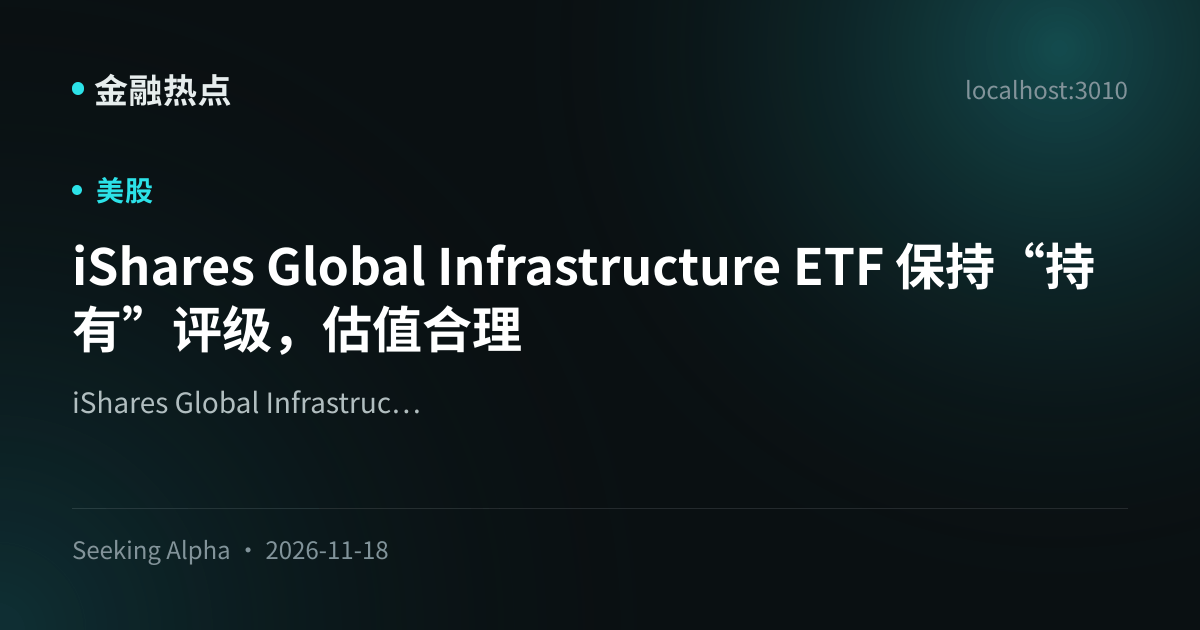 金融热点
localhost:3010
美股
iShares Global Infrastructure ETF 保持“持
有”评级，估值合理
iShares Global Infrastruc…
Seeking Alpha · 2026-11-18